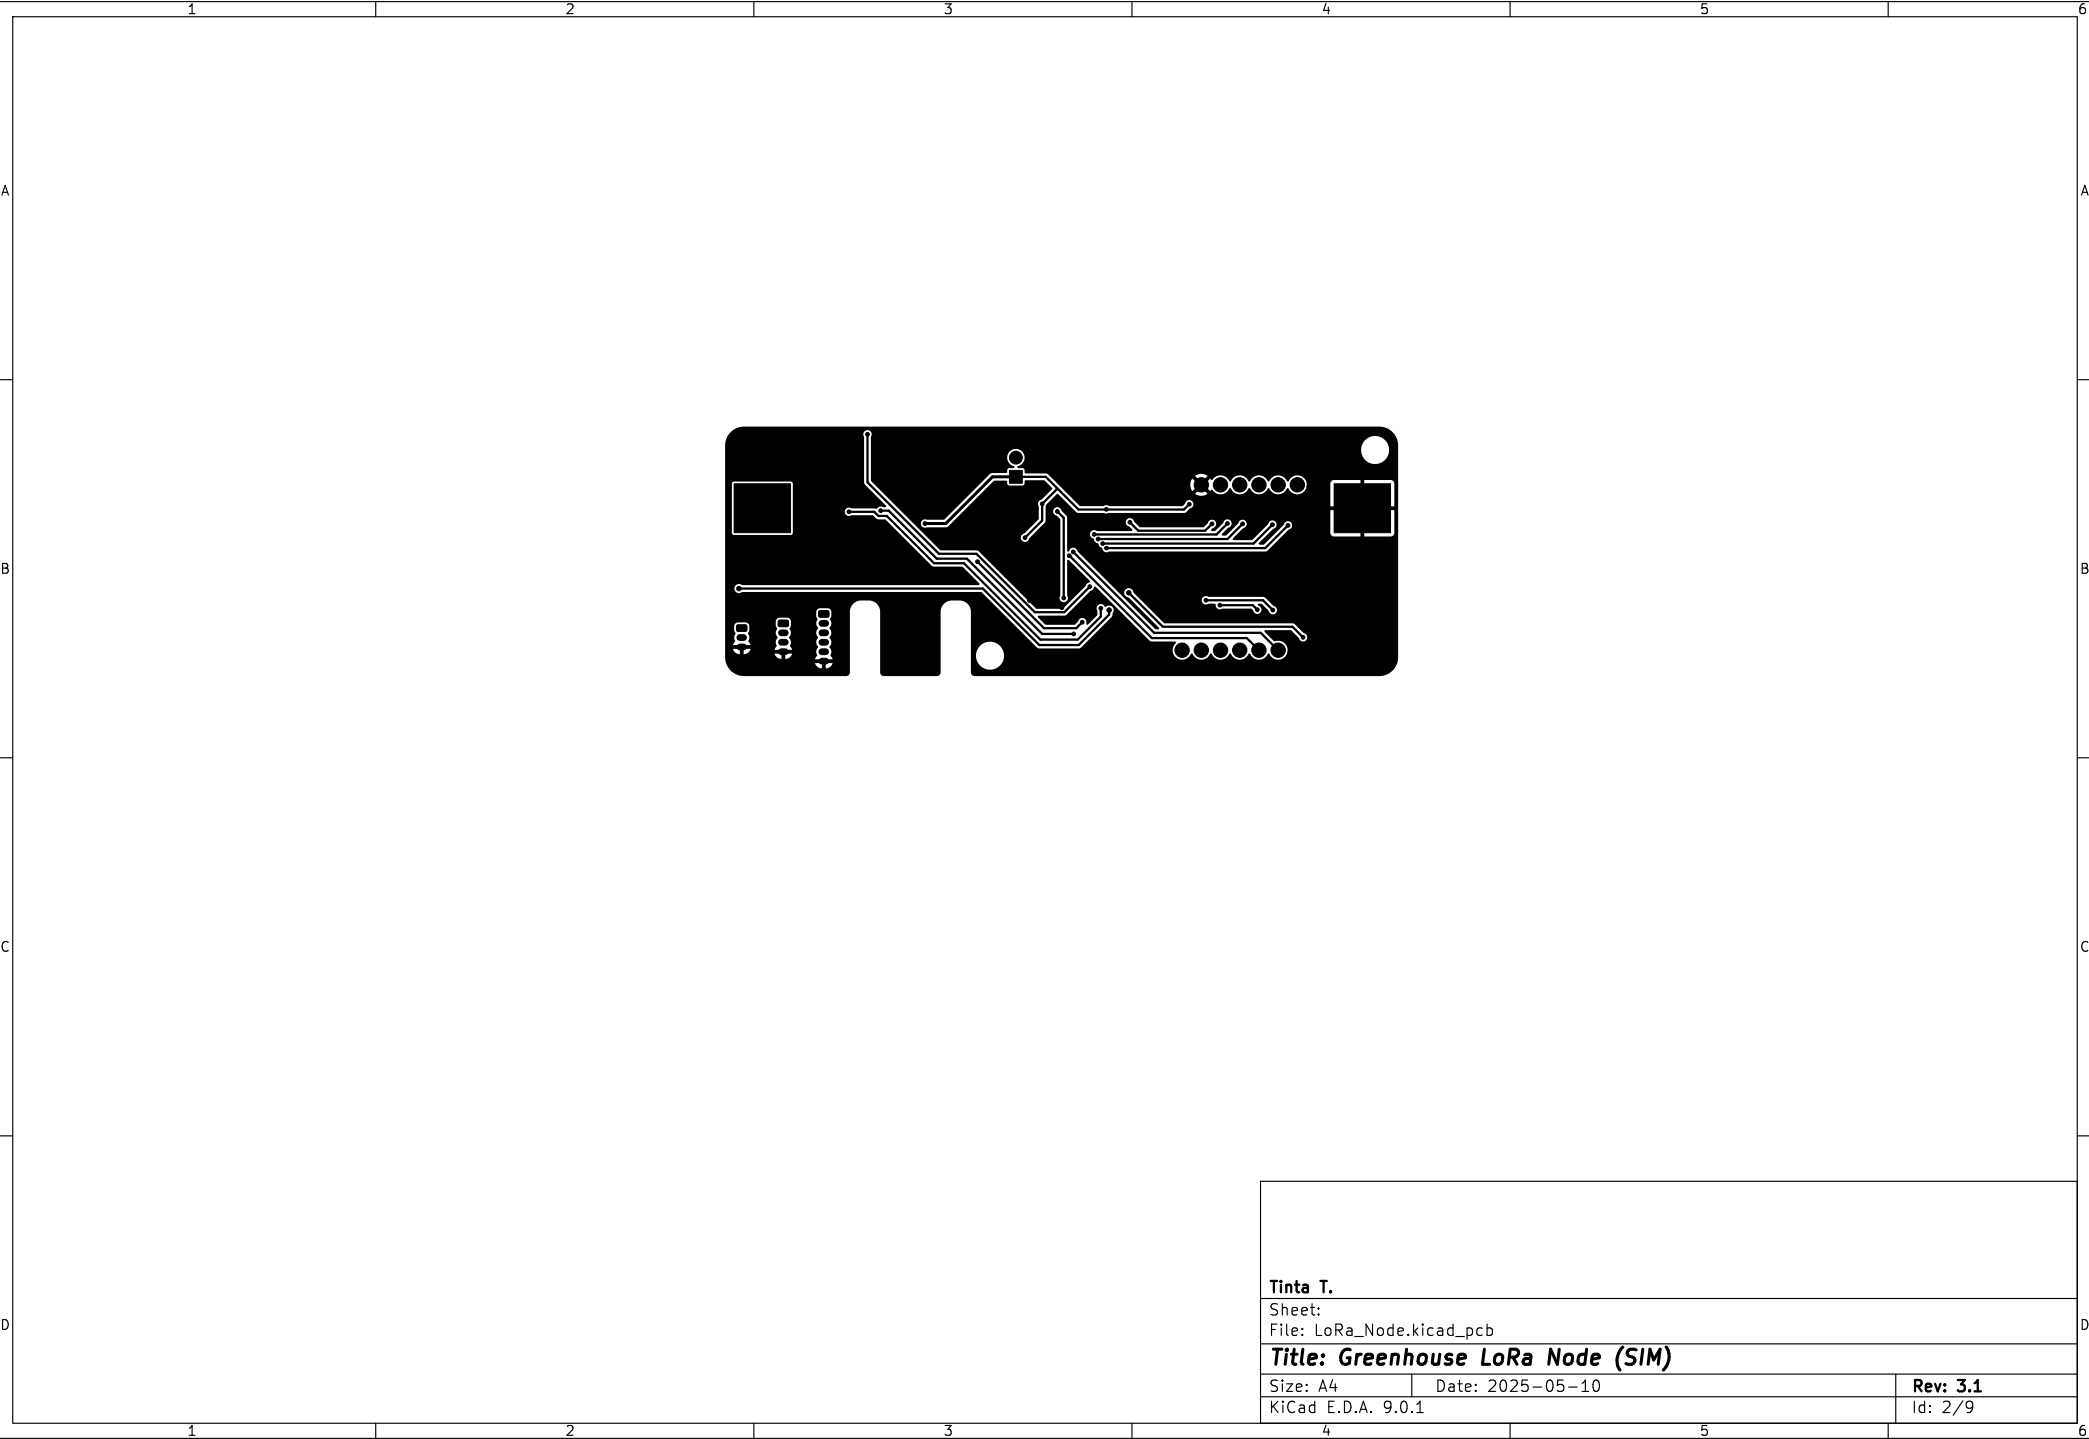 1 2 3 4 5 6
A A
B B
C C
D D
Tinta T.
Sheet:
File: LoRa_Node.kicad_pcb
Title: Greenhouse LoRa Node (SIM)
Size: A4 Date: 2025-05-10 Rev: 3.1
KiCad E.D.A. 9.0.1 Id: 2/9
1 2 3 4 5 6